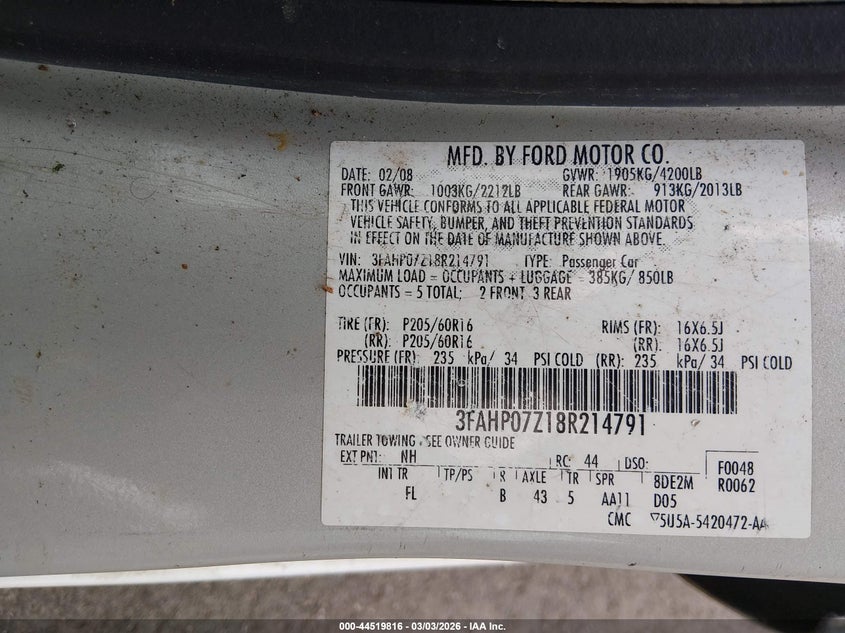 MFD. BY FORD MOTOR CO.
DATE: 02/08 GVWR: 1905KG/4200LB
FRONT GAWR: 1003KG/2212LB REAR GAWR: 913KG/2013LB
THIS VEHICLE CONFORMS TO ALL APPLICABLE FEDERAL MOTOR
VEHICLE SAFETY, BUMPER, AND THEFT PREVENTION STANDARDS
IN EFFECT ON THE DATE OF MANUFACTURE SHOWN ABOVE.
VIN: 3FAHP07Z18R214791 TYPE: Passenger Car
MAXIMUM LOAD = OCCUPANTS + LUGGAGE = 385KG/ 850LB
OCCUPANTS = 5 TOTAL; 2 FRONT 3 REAR
TIRE (FR): P205/60R16 RIMS (FR): 16X6.5J
(RR): P205/60R16 (RR): 16X6.5J
PRESSURE (FR): 235 kPa/ 34 PSI COLD (RR): 235 kPa/ 34 PSI COLD
3FAHP07Z18R214791
TRAILER TOWING - SEE OWNER GUIDE
EXT PNT: NH RC: 44 DSO: F0048
INT TR TP/PS R AXLE TR SPR 8DE2M R0062
FL B 43 5 AA11 D05
CMC 5U5A-5420472-AA
000-44519816 - 03/03/2026 - IAA Inc.